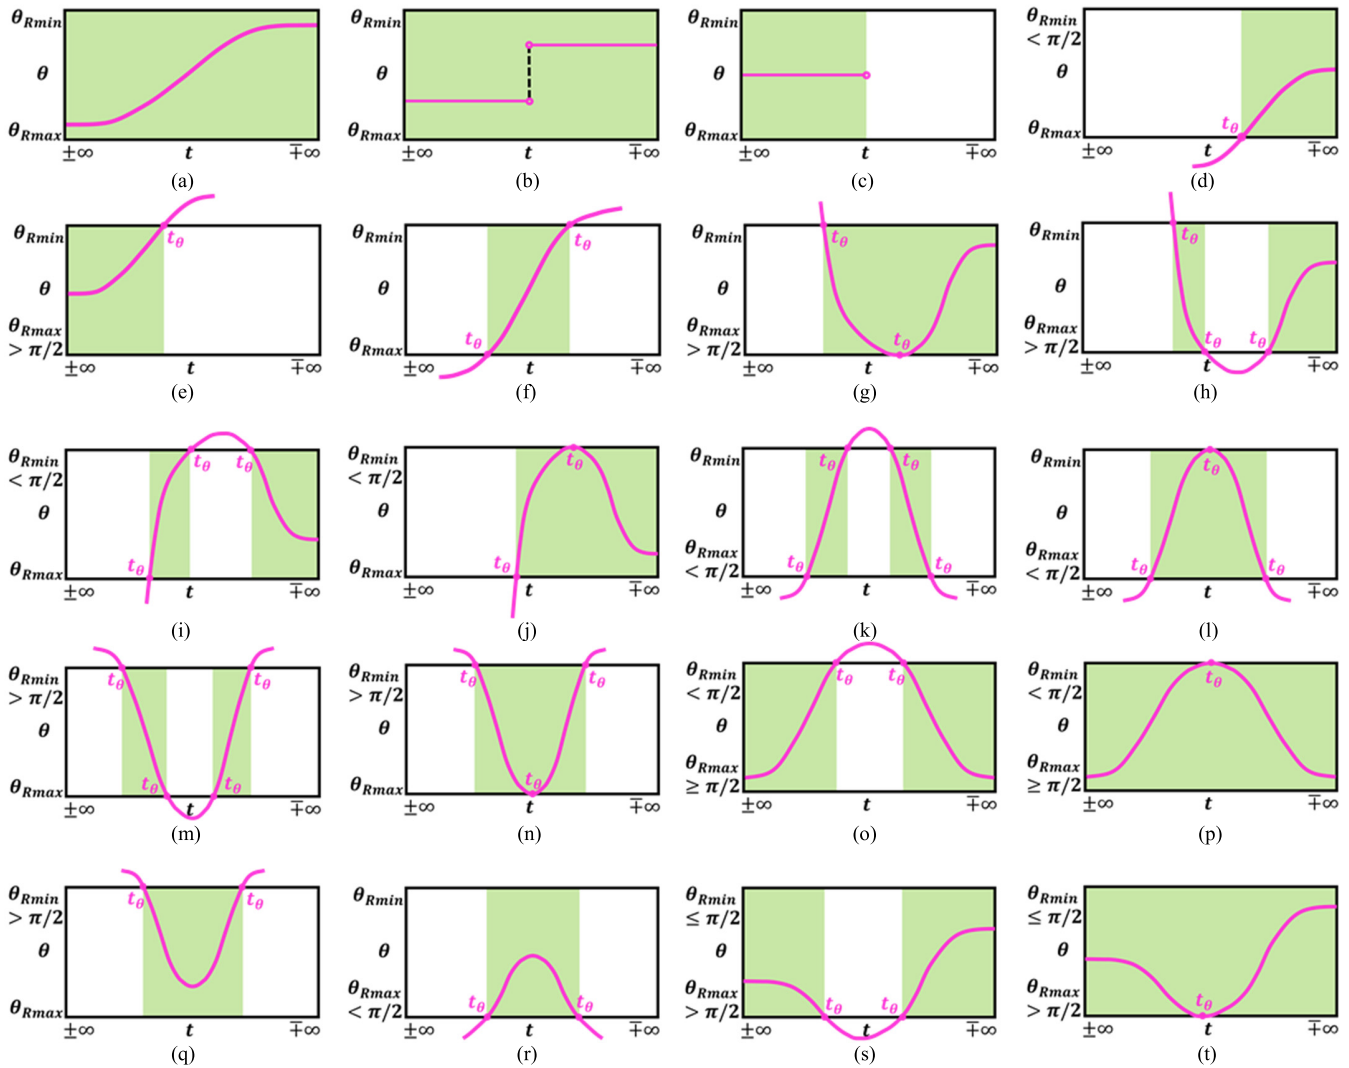 θRmin θRmin θRmin θRmin
< π/2
θ θ θ θ
θRmax θRmax θRmax tθ θRmax
±∞ t ∓∞ ±∞ t ∓∞ ±∞ t ∓∞ ±∞ t ∓∞
(a) (b) (c) (d)
θRmin tθ θRmin tθ θRmin tθ θRmin tθ
θ θ θ θ
θRmax θRmax θRmax
> π/2 θRmax tθ > π/2 tθ > π/2 tθ tθ
±∞ t ∓∞ ±∞ t ∓∞ ±∞ t ∓∞ ±∞ t ∓∞
(e) (f) (g) (h)
θRmin tθ tθ θRmin tθ θRmin tθ tθ θRmin tθ
< π/2 < π/2
θ θ θ θ
θRmax tθ θRmax tθ θRmax tθ tθ θRmax tθ tθ
< π/2 < π/2
±∞ t ∓∞ ±∞ t ∓∞ ±∞ t ∓∞ ±∞ t ∓∞
(i) (j) (k) (l)
θRmin tθ tθ θRmin tθ tθ θRmin tθ tθ θRmin tθ
> π/2 > π/2 < π/2 < π/2
θ θ θ θ
θRmax tθ tθ θRmax tθ θRmax θRmax
≥ π/2 ≥ π/2
±∞ t ∓∞ ±∞ t ∓∞ ±∞ t ∓∞ ±∞ t ∓∞
(m) (n) (o) (p)
θRmin tθ tθ θRmin θRmin θRmin
> π/2 ≤ π/2 ≤ π/2
θ θ θ θ
θRmax θRmax tθ tθ θRmax tθ tθ θRmax tθ
< π/2 > π/2 > π/2
±∞ t ∓∞ ±∞ t ∓∞ ±∞ t ∓∞ ±∞ t ∓∞
(q) (r) (s) (t)